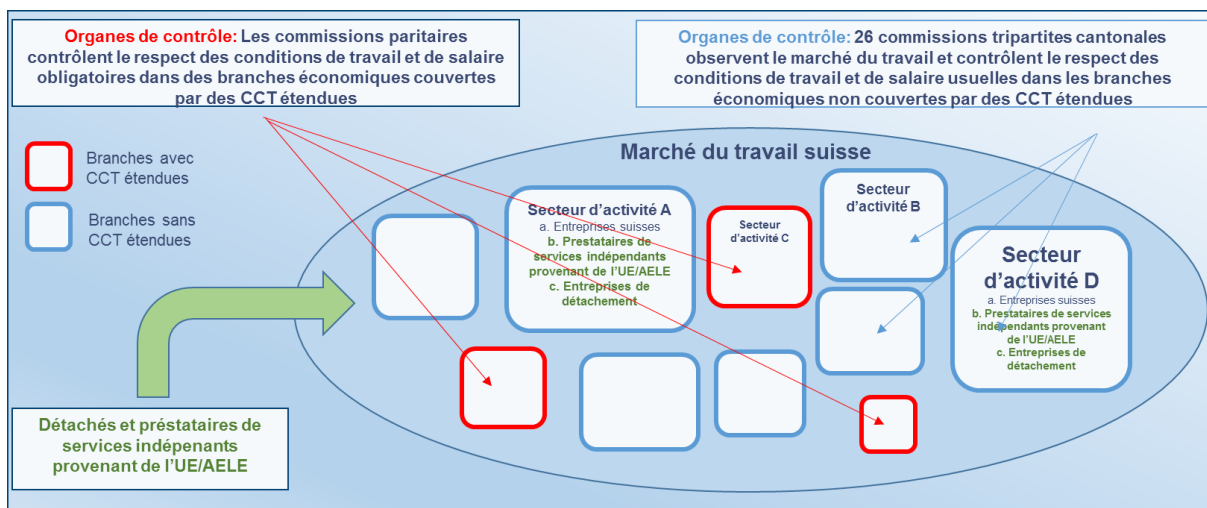 Organes de contrôle: Les commissions paritaires
contrôlent le respect des conditions de travail et de salaire
obligatoires dans des branches économiques couvertes
par des CCT étendues
Organes de contrôle: 26 commissions tripartites cantonales
observent le marché du travail et contrôlent le respect des
conditions de travail et de salaire usuelles dans les branches
économiques non couvertes par des CCT étendues
Branches avec
CCT étendues
Branches sans
CCT étendues
Marché du travail suisse
Secteur d'activité A
a. Entreprises suisses
b. Prestataires de
services indépendants
provenant de l'UE/AELE
c. Entreprises de
détachement
Secteur
d'activité C
Secteur
d'activité B
Secteur
d'activité D
a. Entreprises suisses
b. Prestataires de services
indépendants provenant
de l'UE/AELE
c. Entreprises de
détachement
Détachés et préstataires de
services indépenants
provenant de l'UE/AELE